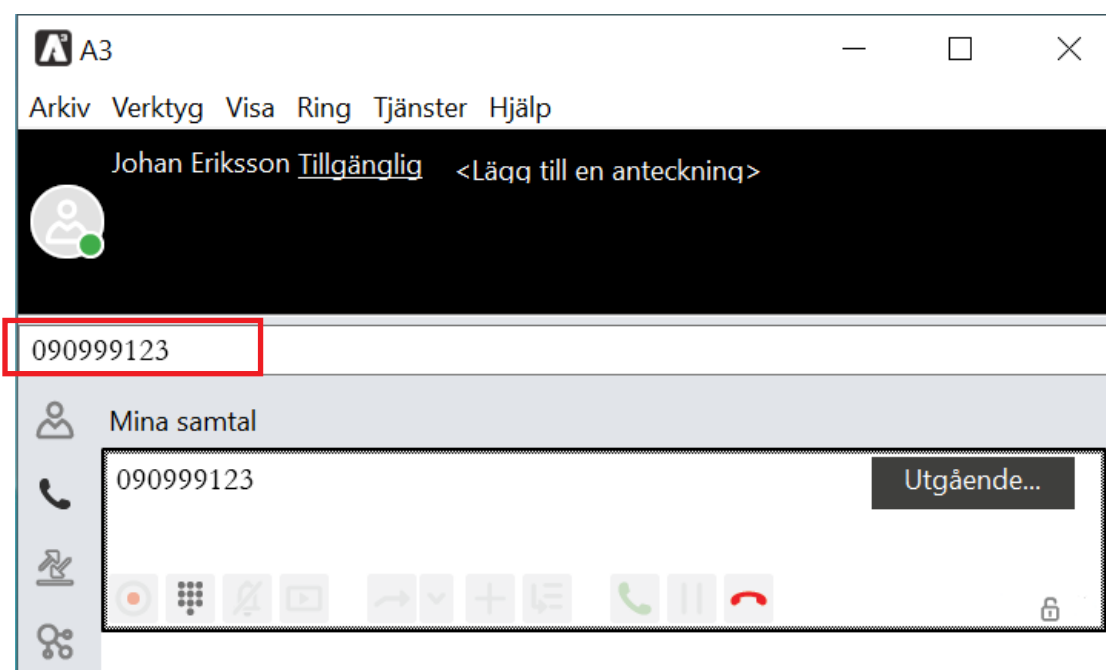 A3
Arkiv Verktyg Visa Ring Tjänster Hjälp
Johan Eriksson Tillgänglig <Lägg till en anteckning>
090999123
Mina samtal
090999123 Utgående...